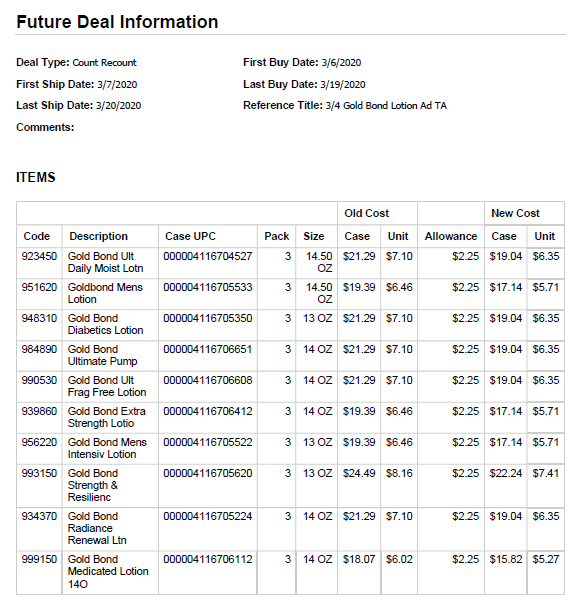 Future Deal Information
Deal Type: Count Recount First Buy Date: 3/6/2020
First Ship Date: 3/7/2020 Last Buy Date: 3/19/2020
Last Ship Date: 3/20/2020 Reference Title: 3/4 Gold Bond Lotion Ad TA
Comments:
ITEMS
Old Cost New Cost
Code Description Case UPC Pack Size Case Unit Allowance Case Unit
923450 Gold Bond Ult 000004116704527 3 14.50 $21.29 $7.10 $2.25 $19.04 $6.35
Daily Moist Lotn OZ
951620 Goldbond Mens 000004116705533 3 14.50 $19.39 $6.46 $2.25 $17.14 $5.71
Lotion OZ
948310 Gold Bond 000004116705350 3 13 OZ $21.29 $7.10 $2.25 $19.04 $6.35
Diabetics Lotion
984890 Gold Bond 000004116706651 3 14 OZ $21.29 $7.10 $2.25 $19.04 $6.35
Ultimate Pump
990530 Gold Bond Ult 000004116706608 3 14 OZ $21.29 $7.10 $2.25 $19.04 $6.35
Frag Free Lotion
939860 Gold Bond Extra 000004116706412 3 14 OZ $19.39 $6.46 $2.25 $17.14 $5.71
Strength Lotio
956220 Gold Bond Mens 000004116705522 3 13 OZ $19.39 $6.46 $2.25 $17.14 $5.71
Intensiv Lotion
993150 Gold Bond 000004116705620 3 13 OZ $24.49 $8.16 $2.25 $22.24 $7.41
Strength &
Resilienc
934370 Gold Bond 000004116705224 3 14 OZ $21.29 $7.10 $2.25 $19.04 $6.35
Radiance
Renewal Ltn
999150 Gold Bond 000004116706112 3 14 OZ $18.07 $6.02 $2.25 $15.82 $5.27
Medicated Lotion
14O